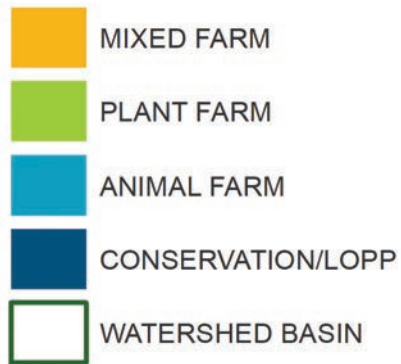 MIXED FARM
PLANT FARM
ANIMAL FARM
CONSERVATION/LOPP
WATERSHED BASIN